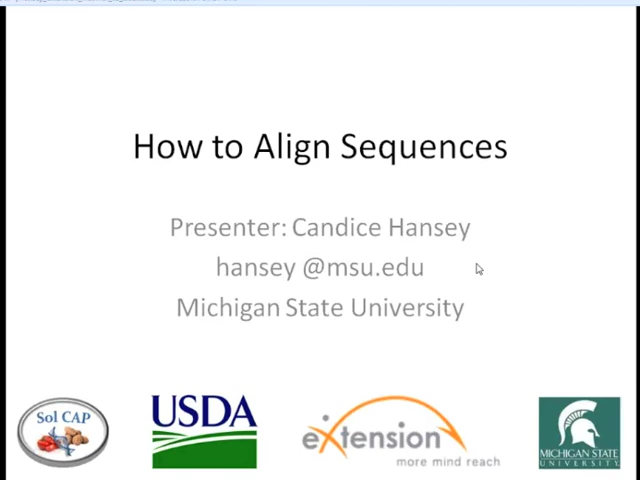 How to Align Sequences
Presenter: Candice Hansey
hansey @msu.edu
Michigan State University
Sol CAP
USDA
eXtension
more mind reach
MICHIGAN STATE
UNIVERSITY